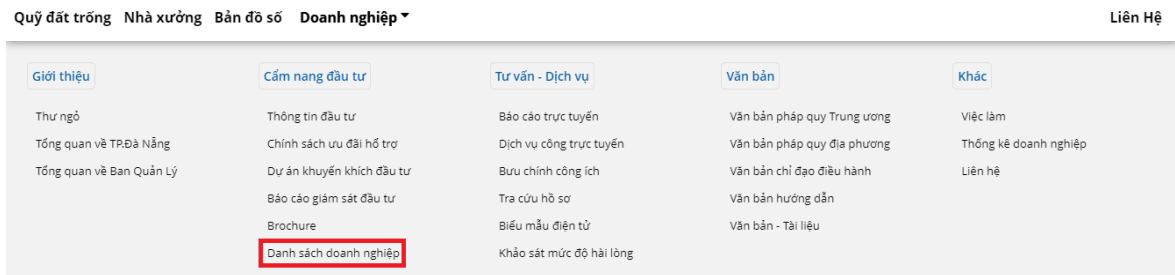 Quỹ đất trống Nhà xưởng Bản đồ số Doanh nghiệp Liên Hệ
Giới thiệu
Thư ngỏ
Tổng quan về TP.Đà Nẵng
Tổng quan về Ban Quản Lý
Cẩm nang đầu tư
Thông tin đầu tư
Chính sách ưu đãi hổ trợ
Dự án khuyến khích đầu tư
Báo cáo giám sát đầu tư
Brochure
Danh sách doanh nghiệp
Tư vấn - Dịch vụ
Báo cáo trực tuyến
Dịch vụ công trực tuyến
Bưu chính công ích
Tra cứu hồ sơ
Biểu mẫu điện tử
Khảo sát mức độ hài lòng
Văn bản
Văn bản pháp quy Trung ương
Văn bản pháp quy địa phương
Văn bản chỉ đạo điều hành
Văn bản hướng dẫn
Văn bản - Tài liệu
Khác
Việc làm
Thống kê doanh nghiệp
Liên hệ